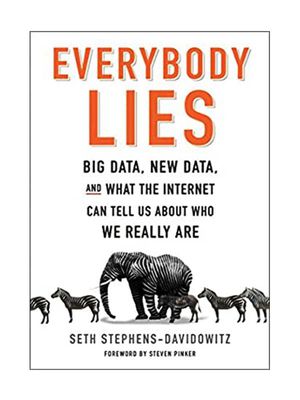 EVERYBODY
LIES
BIG DATA, NEW DATA,
AND WHAT THE INTERNET
CAN TELL US ABOUT WHO
WE REALLY ARE
SETH STEPHENS-DAVIDOWITZ
FOREWORD BY STEVEN PINKER